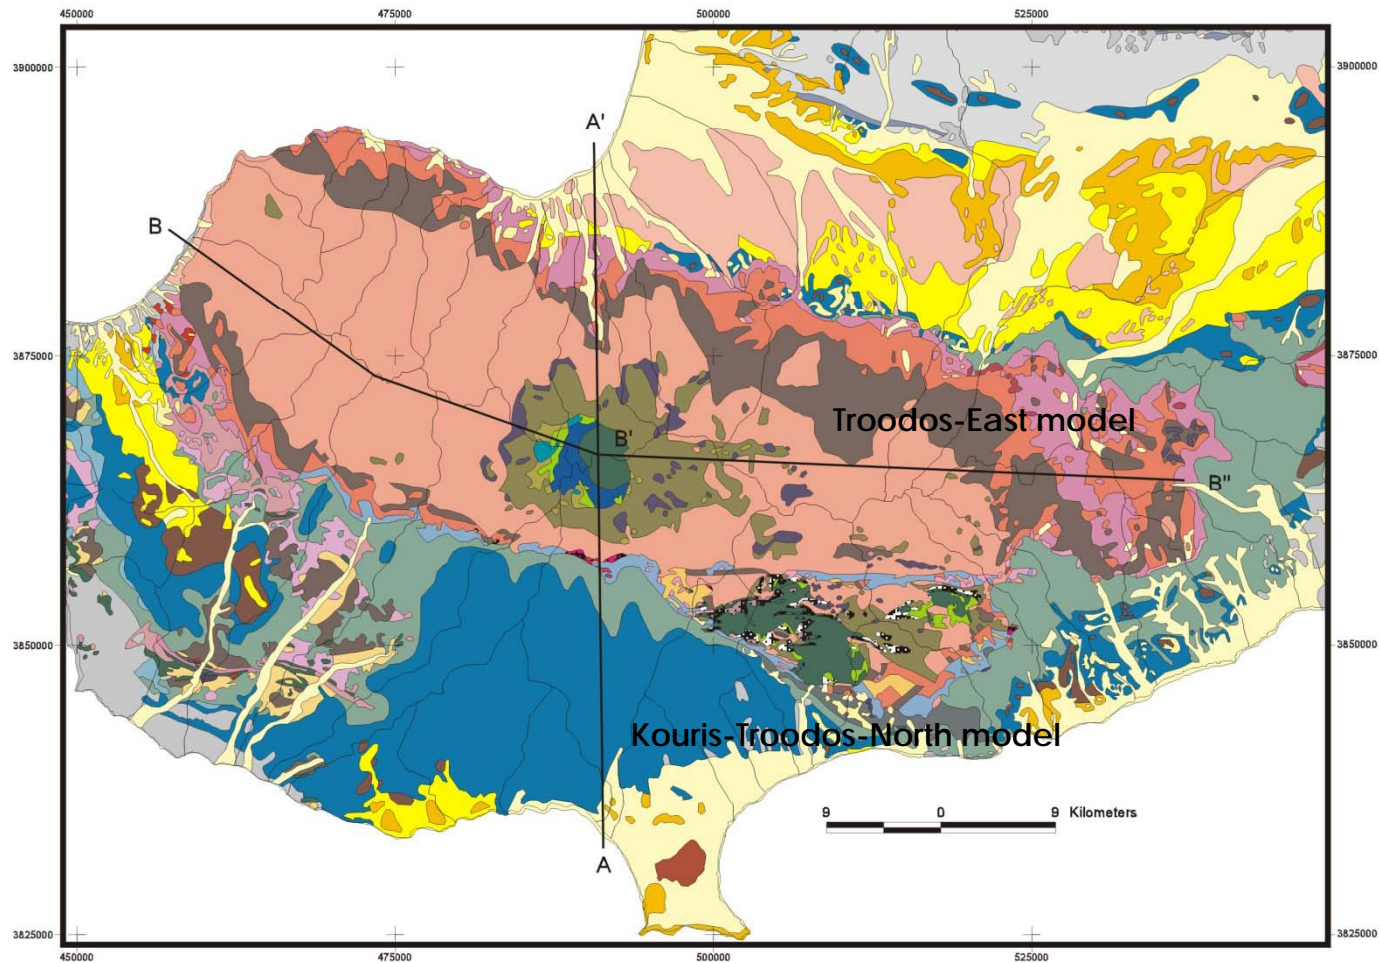 450000 475000 500000 525000
3900000 3900000
A'
B
3875000 3875000
Troodos-East model
B'
B"
3850000 3850000
Kouris-Troodos-North model
9 0 9 Kilometers
A
3825000 3825000
450000 475000 500000 525000